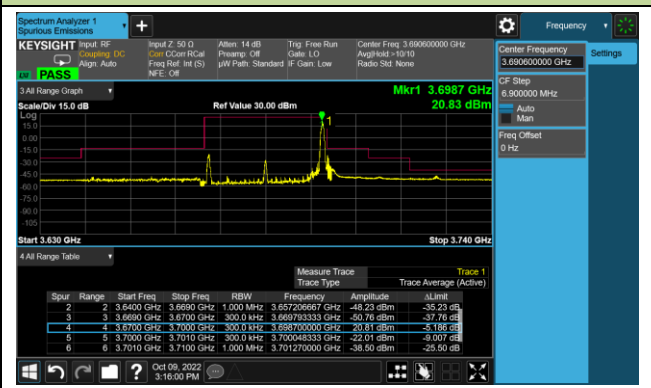 Spectrum Analyzer 1
Spurious Emissions
Frequency
KEYSIGHT
Input: RF
Coupling: DC
Align: Auto
Input Z: 50 Ω
Corr CCorr RCal
Freq Ref: Int (S)
NFE: Off
Atten: 14 dB
Preamp: Off
µW Path: Standard
Trig: Free Run
Gate: LO
IF Gain: Low
Center Freq: 3.690600000 GHz
Avg|Hold:>10/10
Radio Std: None
PASS
Center Frequency
3.690600000 GHz
Settings
CF Step
6.900000 MHz
Auto
Man
Freq Offset
0 Hz
3 All Range Graph
Mkr1 3.6987 GHz
20.83 dBm
Scale/Div 15.0 dB
Ref Value 30.00 dBm
Log
15.0
0.00
-15.0
-30.0
-45.0
-60.0
-75.0
-90.0
-105
1
Start 3.630 GHz
Stop 3.740 GHz
4 All Range Table
Measure Trace Trace 1
Trace Type Trace Average (Active)
Spur Range Start Freq Stop Freq RBW Frequency Amplitude ΔLimit
2 2 3.6400 GHz 3.6690 GHz 1.000 MHz 3.657206667 GHz -48.23 dBm -35.23 dB
3 3 3.6690 GHz 3.6700 GHz 300.0 kHz 3.669793333 GHz -50.76 dBm -37.76 dB
4 4 3.6700 GHz 3.7000 GHz 300.0 kHz 3.698700000 GHz 20.81 dBm -5.186 dB
5 5 3.7000 GHz 3.7010 GHz 300.0 kHz 3.700048333 GHz -22.01 dBm -9.007 dB
6 6 3.7010 GHz 3.7100 GHz 1.000 MHz 3.701270000 GHz -38.50 dBm -25.50 dB
Oct 09, 2022
3:16:00 PM